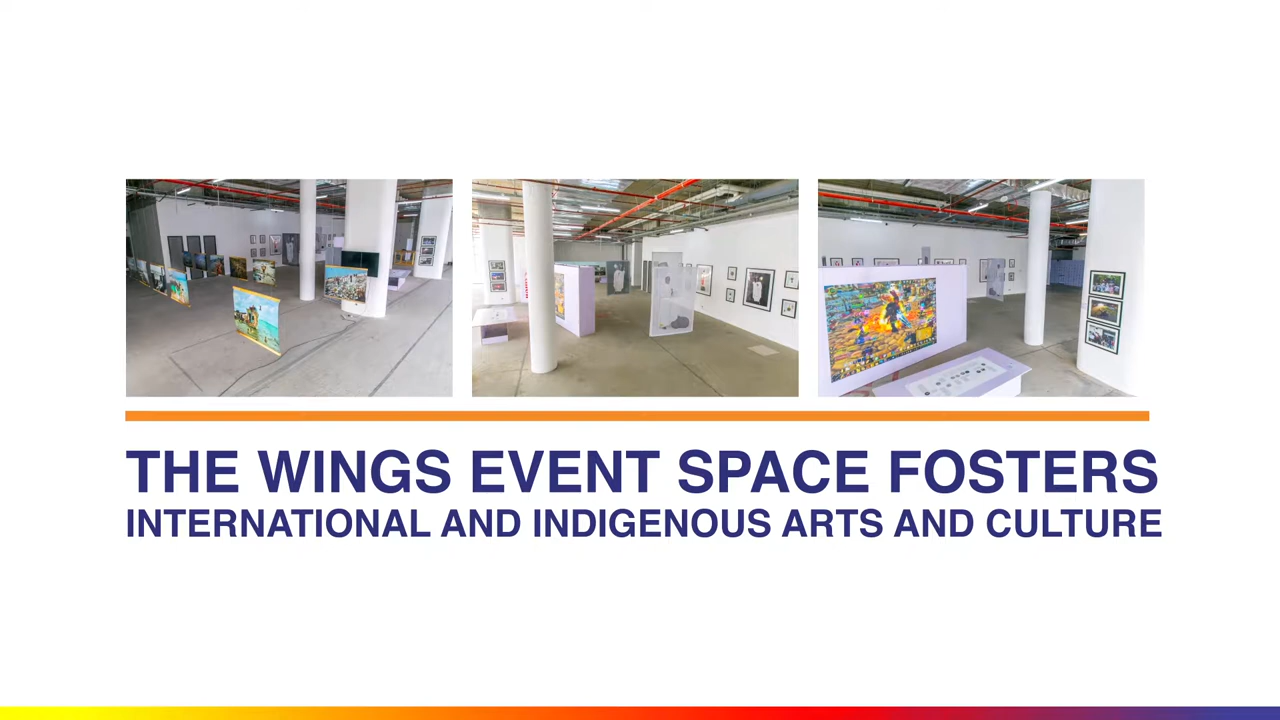 THE WINGS EVENT SPACE FOSTERS
INTERNATIONAL AND INDIGENOUS ARTS AND CULTURE